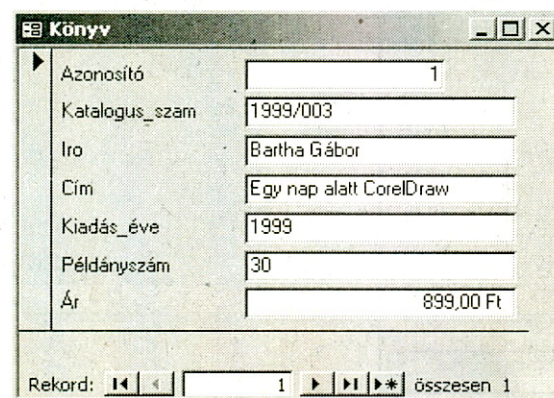 Könyv
Azonosító 1
Katalogus_szam 1999/003
Iro Bartha Gábor
Cím Egy nap alatt CorelDraw
Kiadás_éve 1999
Példányszám 30
Ár 899,00 Ft
Rekord: 1 összesen 1